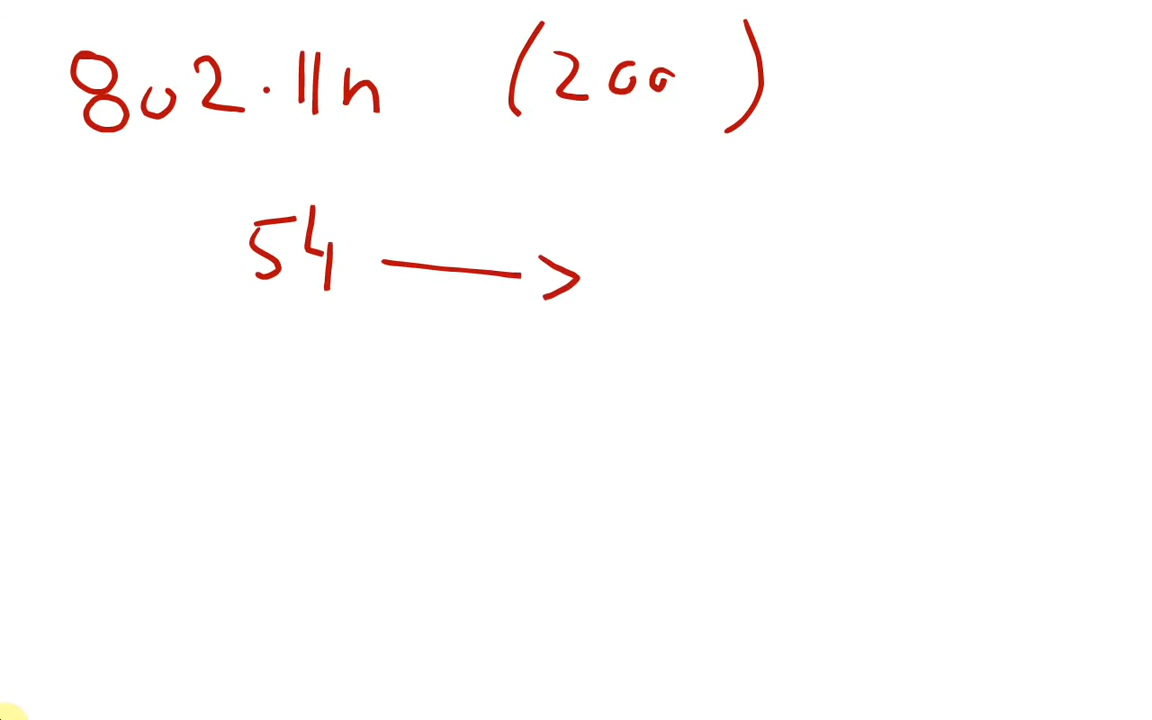 802.11n (200 )
54 →